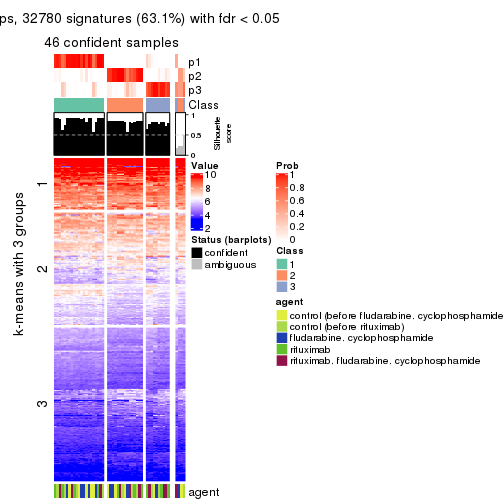 ps, 32780 signatures (63.1%) with fdr < 0.05
46 confident samples
p1
p2
p3
Class
1
0.5
0
Silhouette
score
k-means with 3 groups
1
2
3
agent
Value
10
8
6
4
2
Status (barplots)
confident
ambiguous
Prob
1
0.8
0.6
0.4
0.2
0
Class
1
2
3
agent
control (before fludarabine, cyclophosphamide
control (before rituximab)
fludarabine, cyclophosphamide
rituximab
rituximab, fludarabine, cyclophosphamide